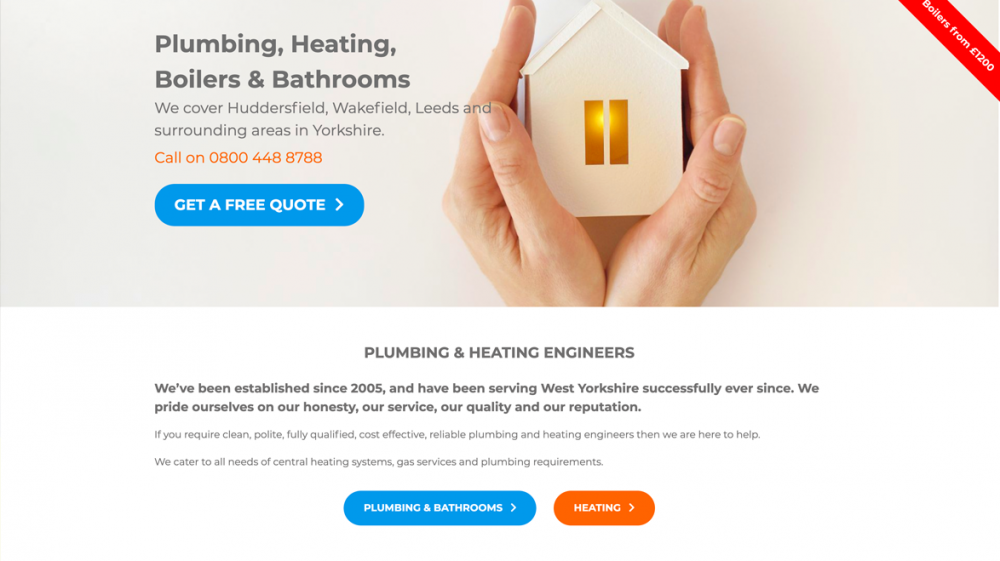 Boilers from £1200
Plumbing, Heating,
Boilers & Bathrooms
We cover Huddersfield, Wakefield, Leeds and
surrounding areas in Yorkshire.
Call on 0800 448 8788
GET A FREE QUOTE
PLUMBING & HEATING ENGINEERS
We’ve been established since 2005, and have been serving West Yorkshire successfully ever since. We
pride ourselves on our honesty, our service, our quality and our reputation.
If you require clean, polite, fully qualified, cost effective, reliable plumbing and heating engineers then we are here to help.
We cater to all needs of central heating systems, gas services and plumbing requirements.
PLUMBING & BATHROOMS
HEATING